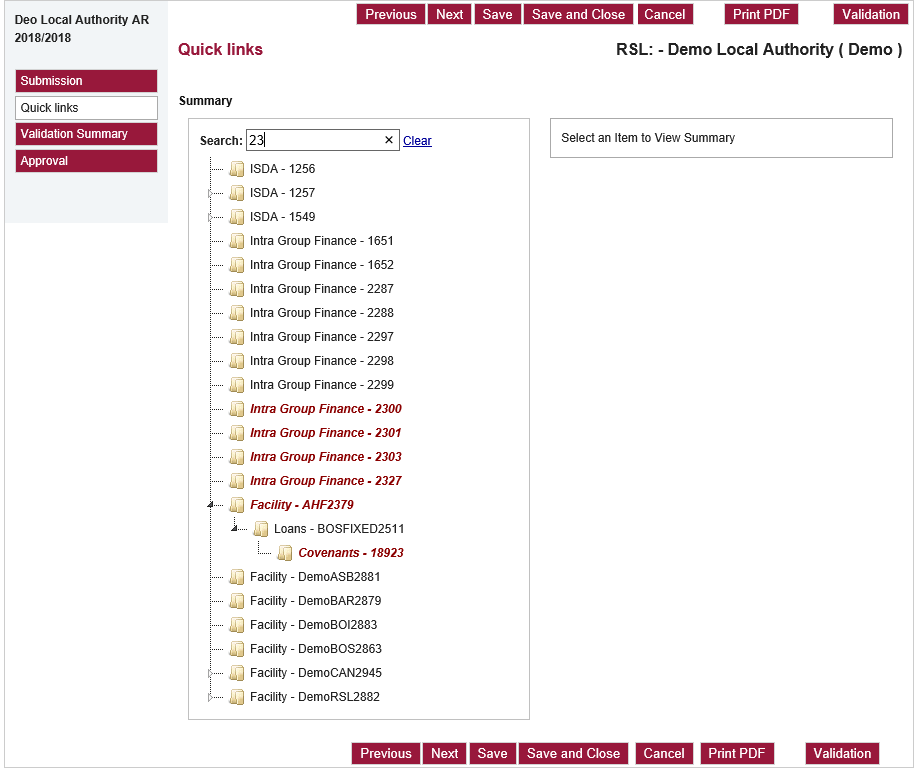 Deo Local Authority AR
2018/2018
Submission
Quick links
Validation Summary
Approval
Previous Next Save Save and Close Cancel Print PDF Validation
Quick links RSL: - Demo Local Authority ( Demo )
Summary
Search: 23 × Clear
Select an Item to View Summary
ISDA - 1256
ISDA - 1257
ISDA - 1549
Intra Group Finance - 1651
Intra Group Finance - 1652
Intra Group Finance - 2287
Intra Group Finance - 2288
Intra Group Finance - 2297
Intra Group Finance - 2298
Intra Group Finance - 2299
Intra Group Finance - 2300
Intra Group Finance - 2301
Intra Group Finance - 2303
Intra Group Finance - 2327
Facility - AHF2379
Loans - BOSFIXED2511
Covenants - 18923
Facility - DemoASB2881
Facility - DemoBAR2879
Facility - DemoBOI2883
Facility - DemoBOS2863
Facility - DemoCAN2945
Facility - DemoRSL2882
Previous Next Save Save and Close Cancel Print PDF Validation